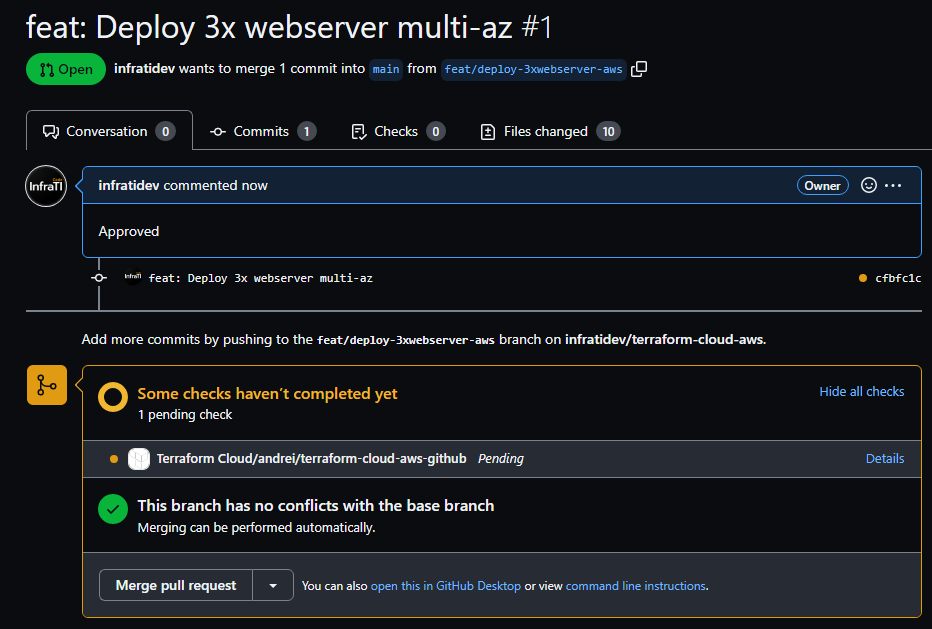 feat: Deploy 3x webserver multi-az #1
Open infratidev wants to merge 1 commit into main from feat/deploy-3xwebserver-aws
Conversation 0 Commits 1 Checks 0 Files changed 10
InfraTI
infratidev commented now Owner
Approved
InfraTI feat: Deploy 3x webserver multi-az cfbfc1c
Add more commits by pushing to the feat/deploy-3xwebserver-aws branch on infratidev/terraform-cloud-aws.
Some checks haven't completed yet Hide all checks
1 pending check
Terraform Cloud/andrei/terraform-cloud-aws-github Pending Details
This branch has no conflicts with the base branch
Merging can be performed automatically.
Merge pull request You can also open this in GitHub Desktop or view command line instructions.